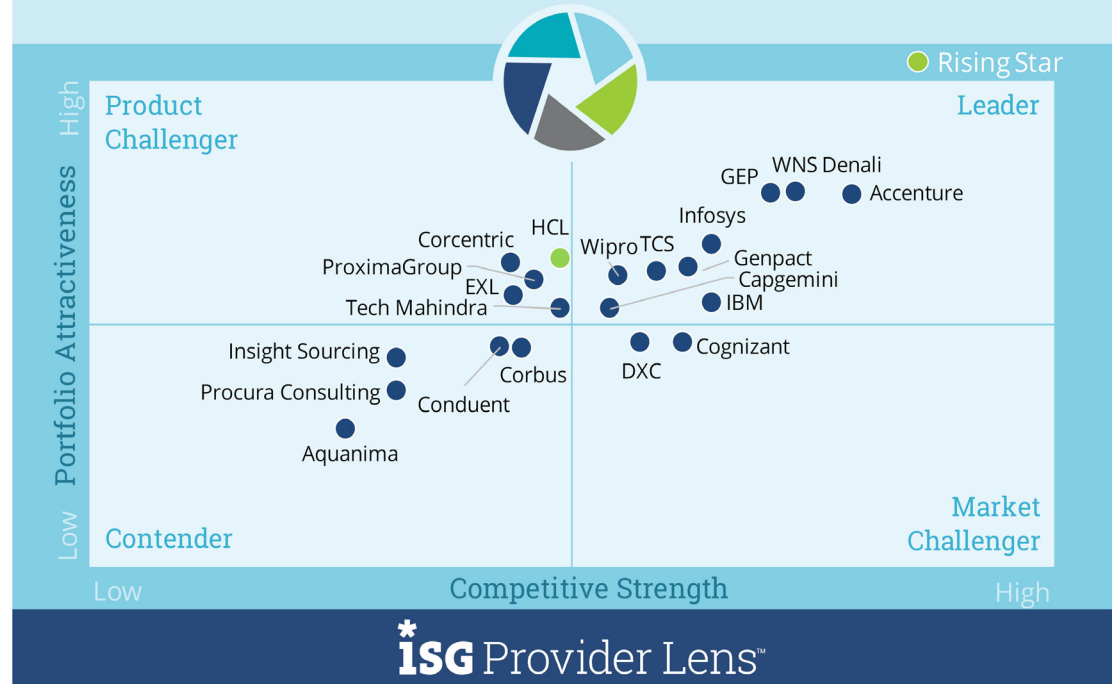 Rising Star
High
Product
Challenger
Leader
WNS Denali
GEP
Accenture
Infosys
HCL
Corcentric
Wipro
TCS
Genpact
ProximaGroup
Capgemini
EXL
Tech Mahindra
IBM
Portfolio Attractiveness
Insight Sourcing
Cognizant
Corbus
DXC
Procura Consulting
Conduent
Aquanima
Low
Contender
Market
Challenger
Low
Competitive Strength
High
*iSG Provider Lens™